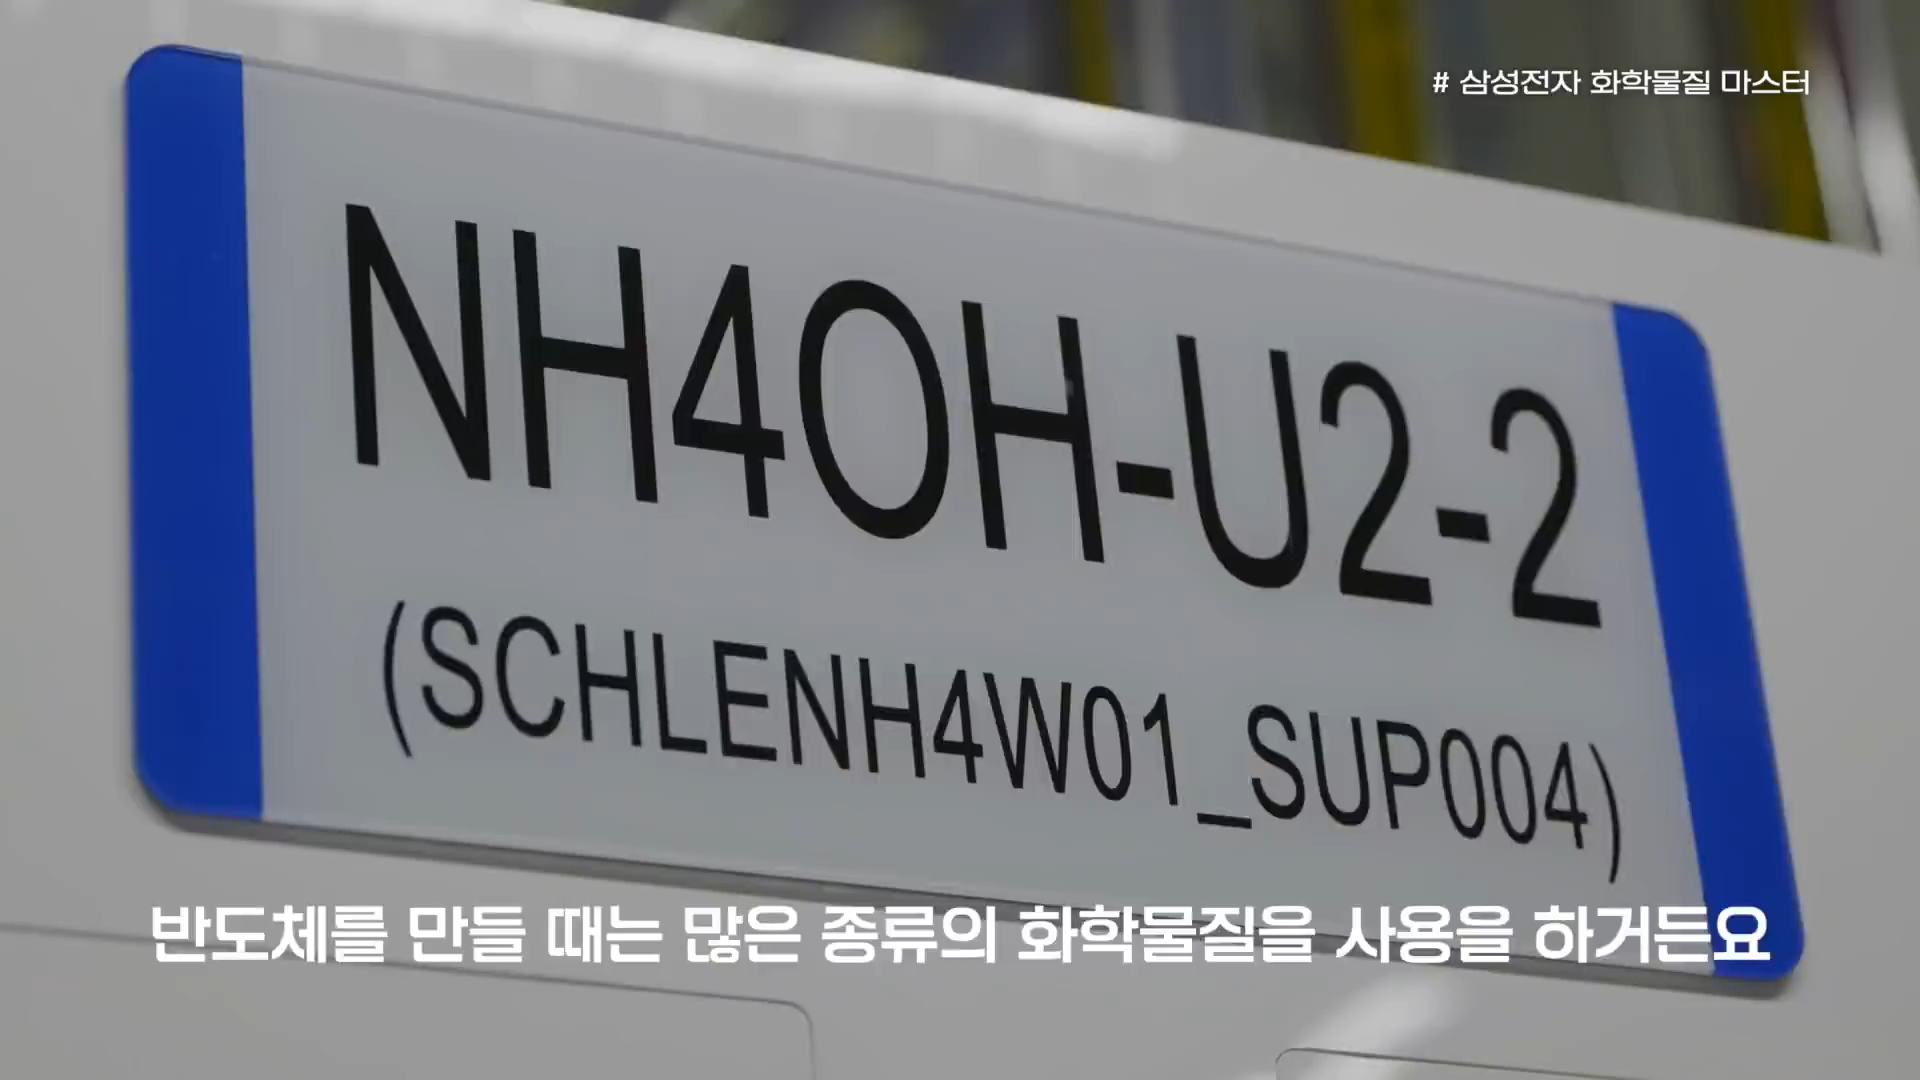 # 삼성전자 화학물질 마스터
NH4OH-U2-2
(SCHLENH4W01_SUP004)
반도체를 만들 때는 많은 종류의 화학물질을 사용을 하거든요